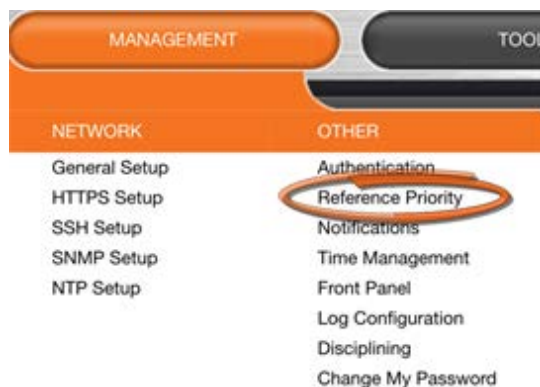 MANAGEMENT
NETWORK
General Setup
HTTPS Setup
SSH Setup
SNMP Setup
NTP Setup
OTHER
Authentication
Reference Priority
Notifications
Time Management
Front Panel
Log Configuration
Disciplining
Change My Password